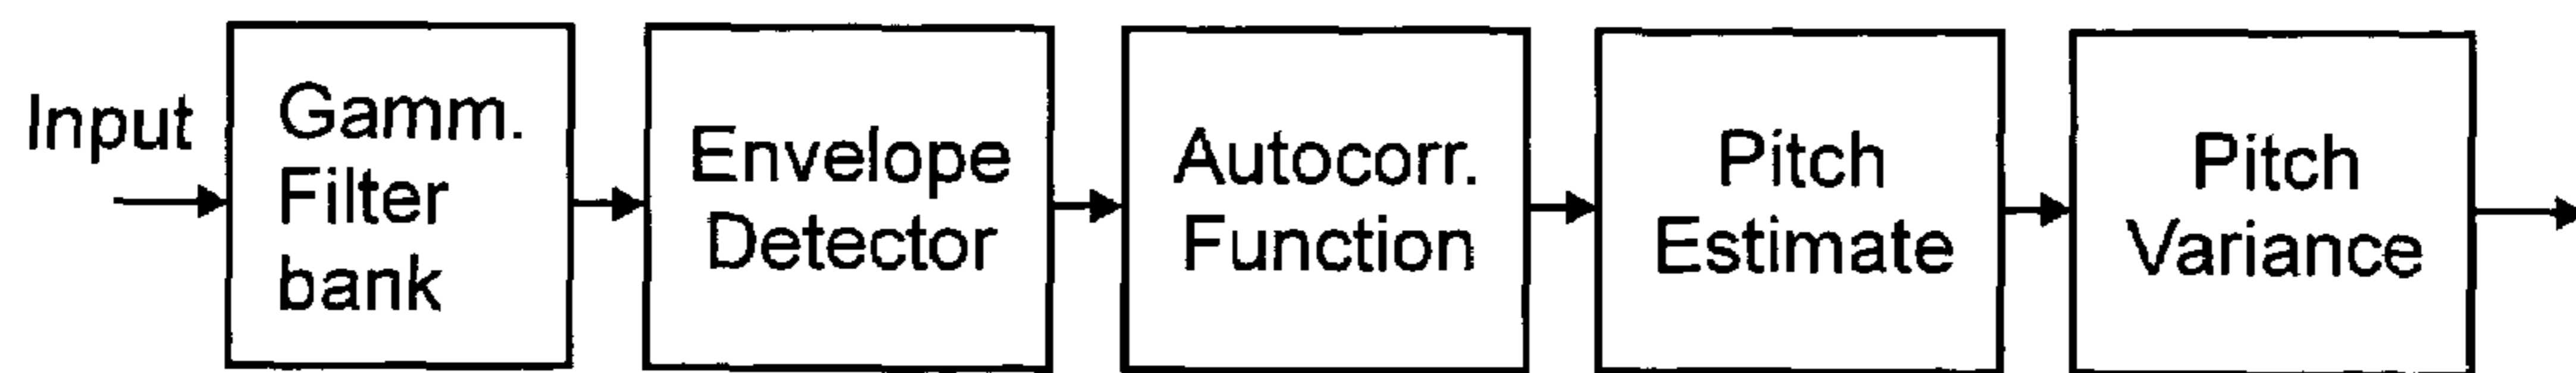 Input
Gamm.
Filter
bank
Envelope
Detector
Autocorr.
Function
Pitch
Estimate
Pitch
Variance